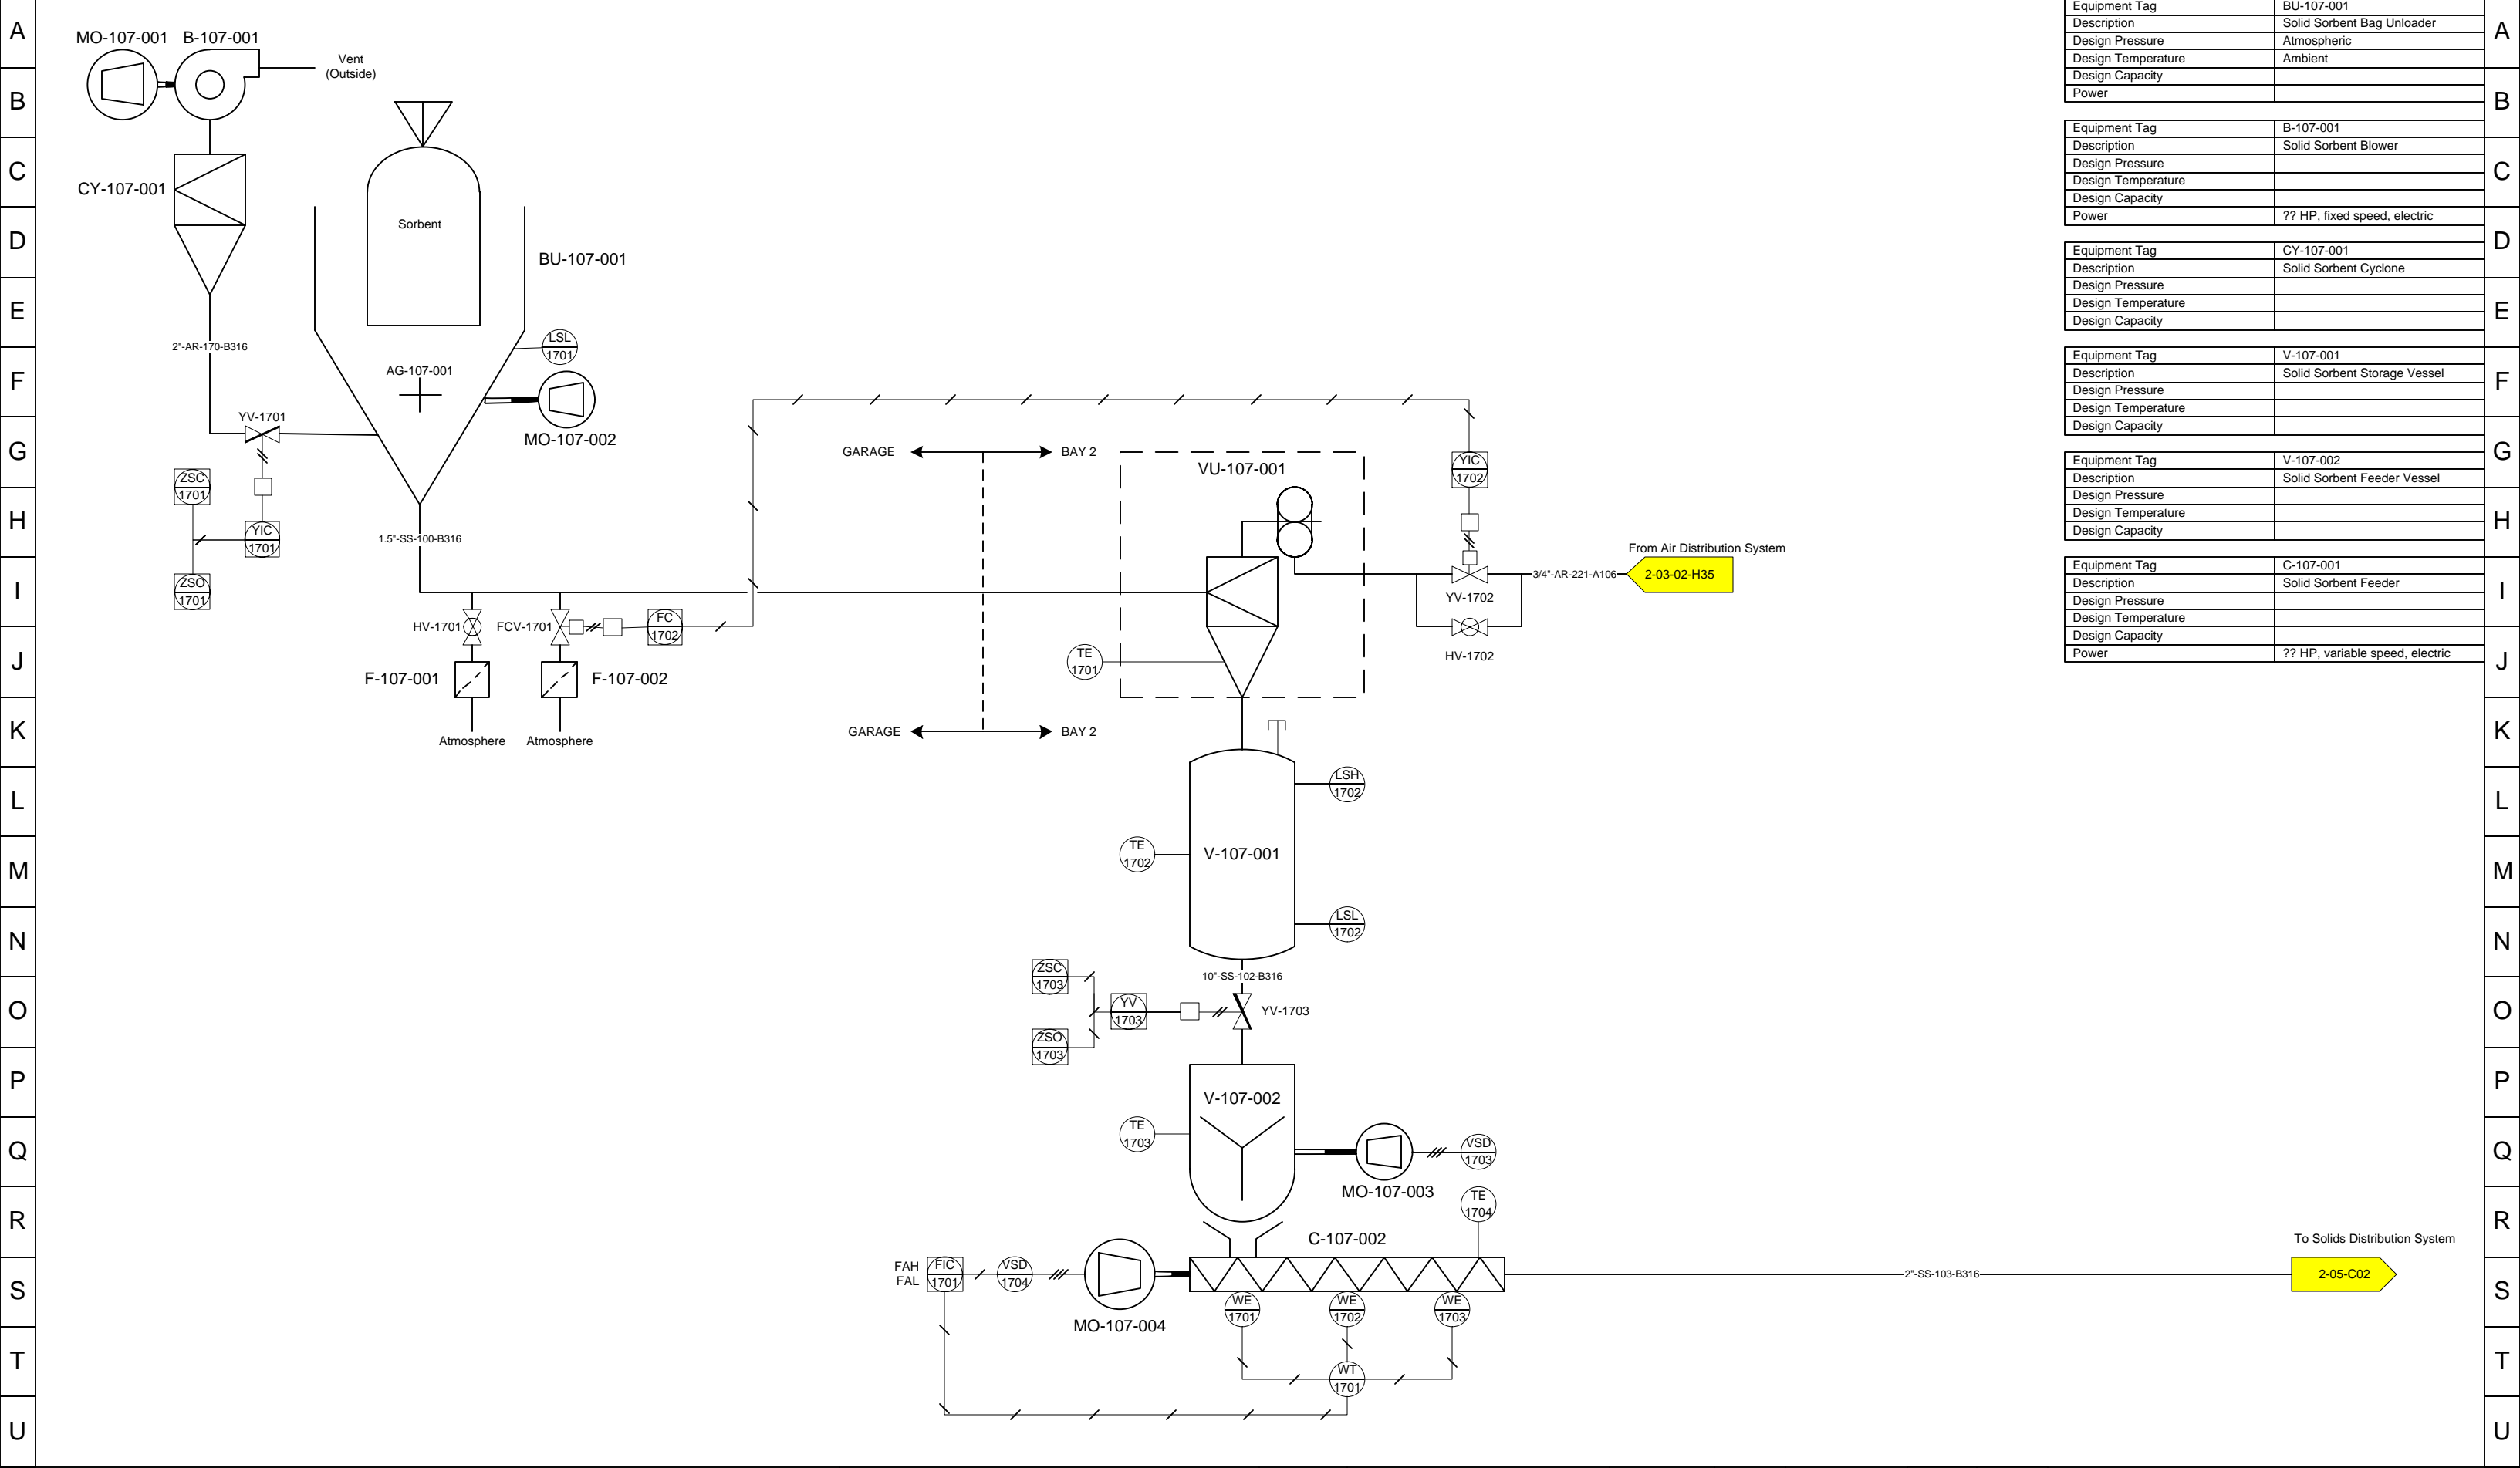 A
B
C
D
E
F
G
H
I
J
K
L
M
N
O
P
Q
R
S
T
U
MO-107-001
B-107-001
Vent
(Outside)
CY-107-001
Sorbent
BU-107-001
2"-AR-170-B316
LSL
1701
AG-107-001
MO-107-002
YV-1701
ZSC
1701
YIC
1701
ZSO
1701
1.5"-SS-100-B316
HV-1701
FCV-1701
FC
1702
F-107-001
F-107-002
Atmosphere
Atmosphere
GARAGE
BAY 2
GARAGE
BAY 2
VU-107-001
YIC
1702
YV-1702
HV-1702
3/4"-AR-221-A106
From Air Distribution System
2-03-02-H35
TE
1701
LSH
1702
TE
1702
V-107-001
LSL
1702
10"-SS-102-B316
ZSC
1703
YV
1703
ZSO
1703
YV-1703
V-107-002
TE
1703
MO-107-003
VSD
1703
TE
1704
C-107-002
FAH
FAL
FIC
1701
VSD
1704
MO-107-004
WE
1701
WE
1702
WE
1703
WT
1701
2"-SS-103-B316
To Solids Distribution System
2-05-C02
Equipment Tag BU-107-001
Description Solid Sorbent Bag Unloader
Design Pressure Atmospheric
Design Temperature Ambient
Design Capacity
Power
Equipment Tag B-107-001
Description Solid Sorbent Blower
Design Pressure
Design Temperature
Design Capacity
Power ?? HP, fixed speed, electric
Equipment Tag CY-107-001
Description Solid Sorbent Cyclone
Design Pressure
Design Temperature
Design Capacity
Equipment Tag V-107-001
Description Solid Sorbent Storage Vessel
Design Pressure
Design Temperature
Design Capacity
Equipment Tag V-107-002
Description Solid Sorbent Feeder Vessel
Design Pressure
Design Temperature
Design Capacity
Equipment Tag C-107-001
Description Solid Sorbent Feeder
Design Pressure
Design Temperature
Design Capacity
Power ?? HP, variable speed, electric
A
B
C
D
E
F
G
H
I
J
K
L
M
N
O
P
Q
R
S
T
U